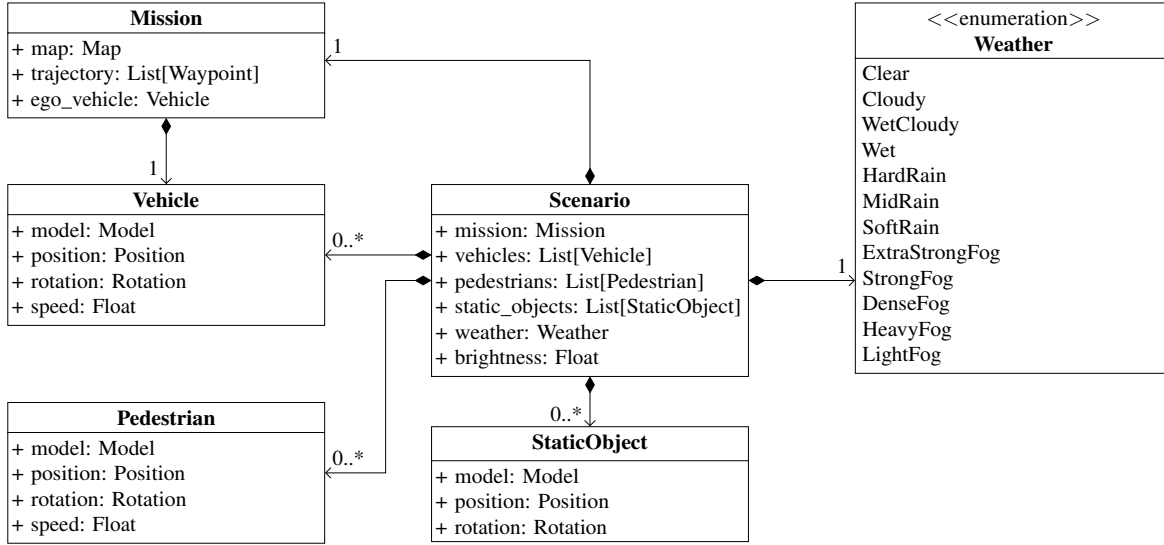 Mission
+ map: Map
+ trajectory: List[Waypoint]
+ ego_vehicle: Vehicle
1
1
<<enumeration>>
Weather
Clear
Cloudy
WetCloudy
Wet
HardRain
MidRain
SoftRain
ExtraStrongFog
StrongFog
DenseFog
HeavyFog
LightFog
Vehicle
+ model: Model
+ position: Position
+ rotation: Rotation
+ speed: Float
0..*
Scenario
+ mission: Mission
+ vehicles: List[Vehicle]
+ pedestrians: List[Pedestrian]
+ static_objects: List[StaticObject]
+ weather: Weather
+ brightness: Float
1
Pedestrian
+ model: Model
+ position: Position
+ rotation: Rotation
+ speed: Float
0..*
0..*
StaticObject
+ model: Model
+ position: Position
+ rotation: Rotation